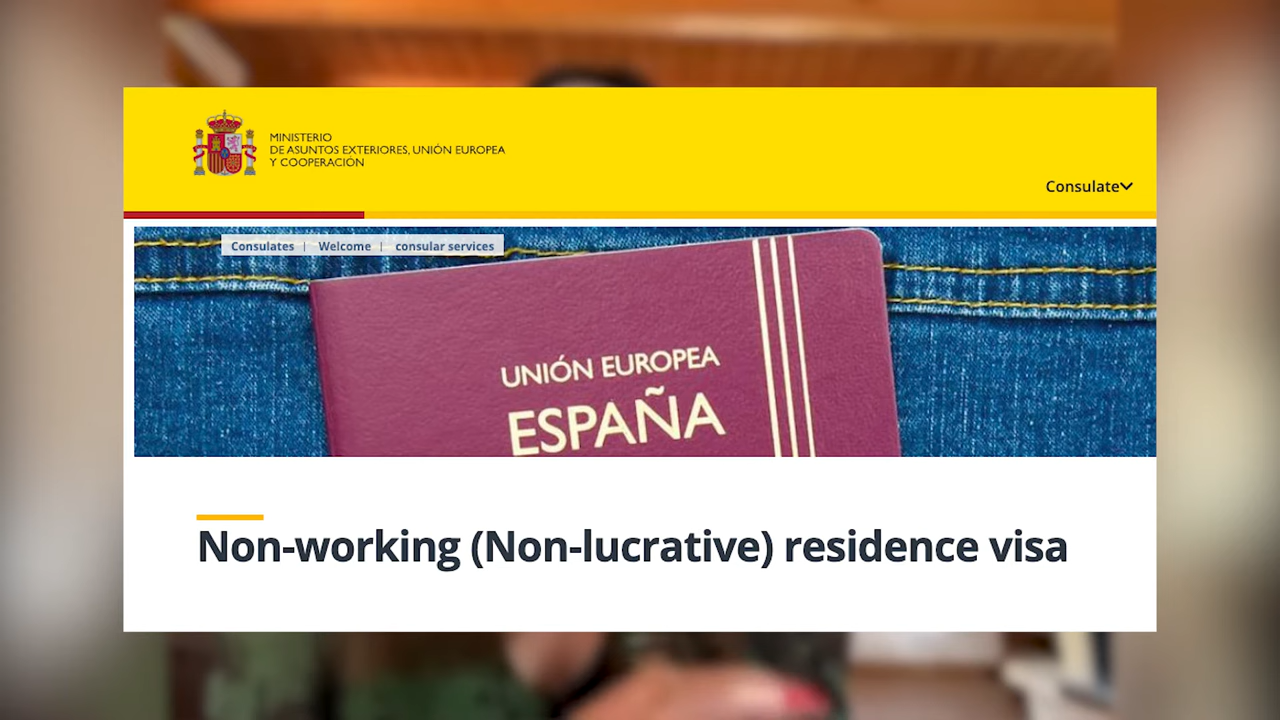 MINISTERIO
DE ASUNTOS EXTERIORES, UNIÓN EUROPEA
Y COOPERACIÓN
Consulate
Consulates | Welcome | consular services
UNIÓN EUROPEA
ESPAÑA
Non-working (Non-lucrative) residence visa